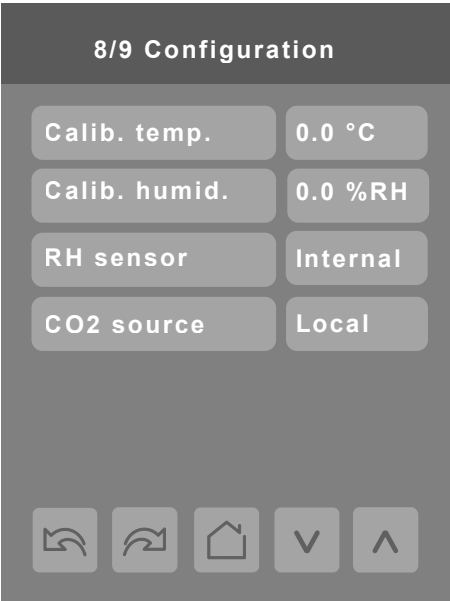 8/9 Configuration
Calib. temp. 0.0 °C
Calib. humid. 0.0 %RH
RH sensor Internal
CO2 source Local